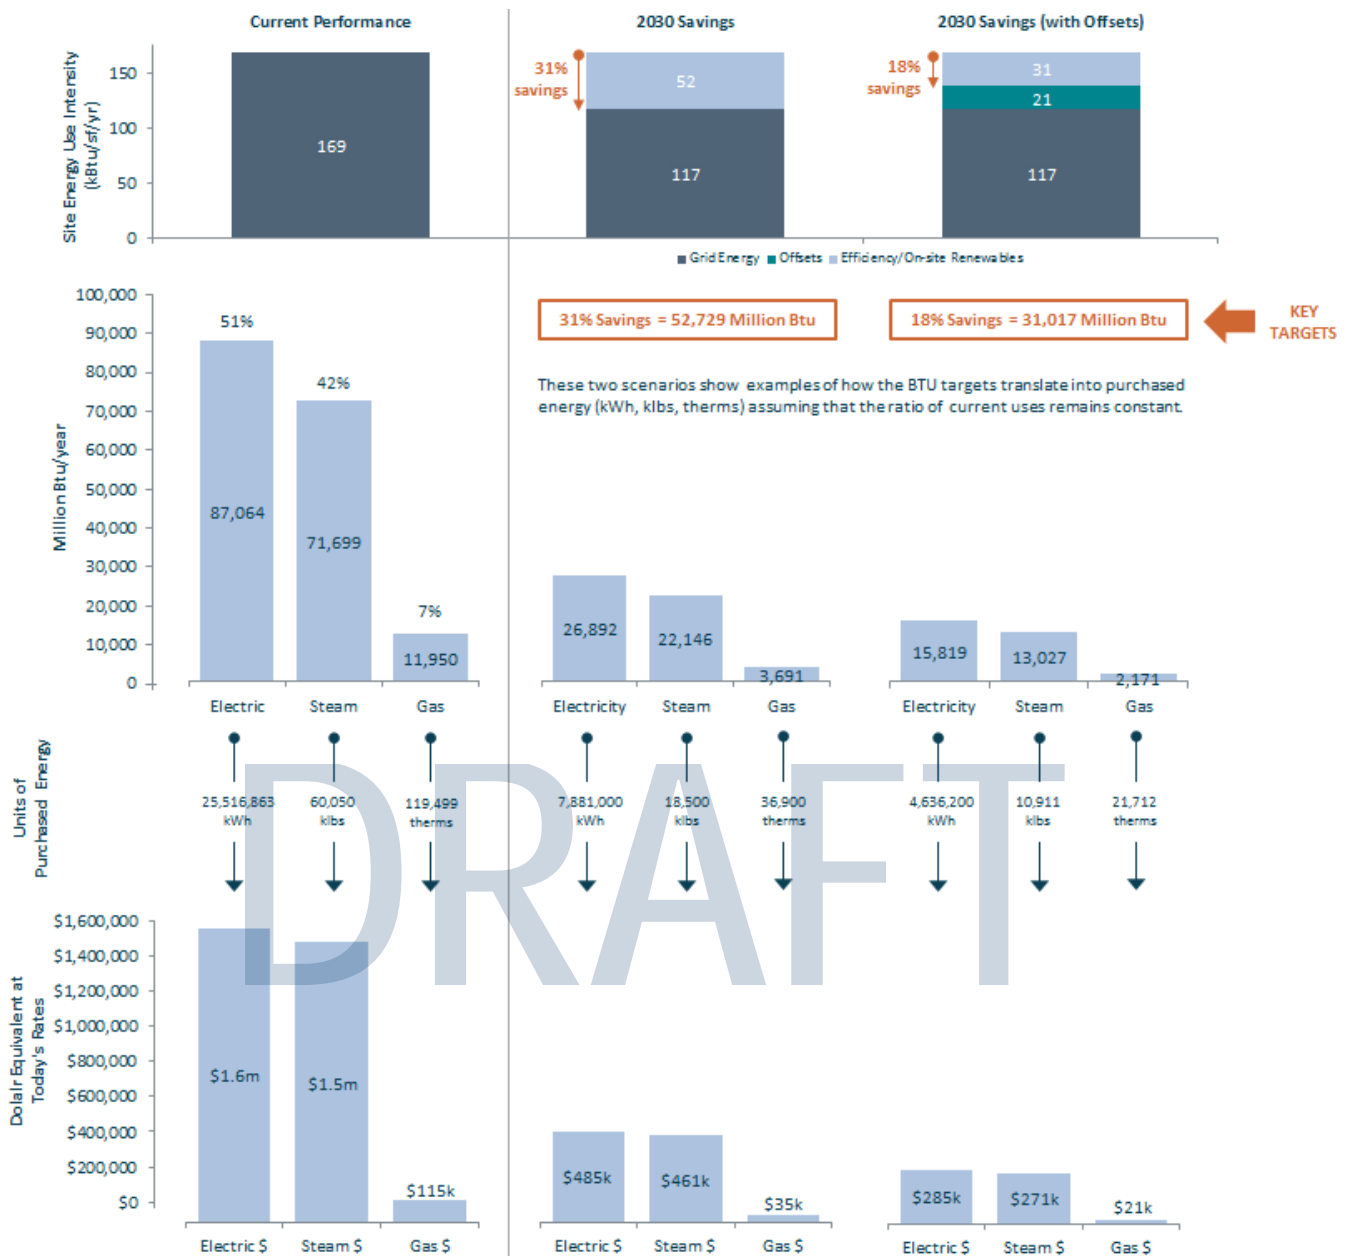 Current Performance
2030 Savings
2030 Savings (with Offsets)
Site Energy Use Intensity
(kBtu/sf/yr)
150
100
50
0
169
31%
savings
52
117
18%
savings
31
21
117
Grid Energy
Offsets
Efficiency/On-site Renewables
Million Btu/year
100,000
90,000
80,000
70,000
60,000
50,000
40,000
30,000
20,000
10,000
0
51%
87,064
42%
71,699
7%
11,950
31% Savings = 52,729 Million Btu
18% Savings = 31,017 Million Btu
KEY
TARGETS
These two scenarios show examples of how the BTU targets translate into purchased
energy (kWh, klbs, therms) assuming that the ratio of current uses remains constant.
26,892
22,146
3,691
15,819
13,027
2,171
Electric
Steam
Gas
Electricity
Steam
Gas
Electricity
Steam
Gas
Units of
Purchased Energy
25,516,863
kWh
60,050
klbs
119,499
therms
7,881,000
kWh
18,500
klbs
36,900
therms
4,636,200
kWh
10,911
klbs
21,712
therms
DRAFT
Dolalr Equivalent at
Today's Rates
$1,600,000
$1,400,000
$1,200,000
$1,000,000
$800,000
$600,000
$400,000
$200,000
$0
$1.6m
$1.5m
$115k
$485k
$461k
$35k
$285k
$271k
$21k
Electric $
Steam $
Gas $
Electric $
Steam $
Gas $
Electric $
Steam $
Gas $